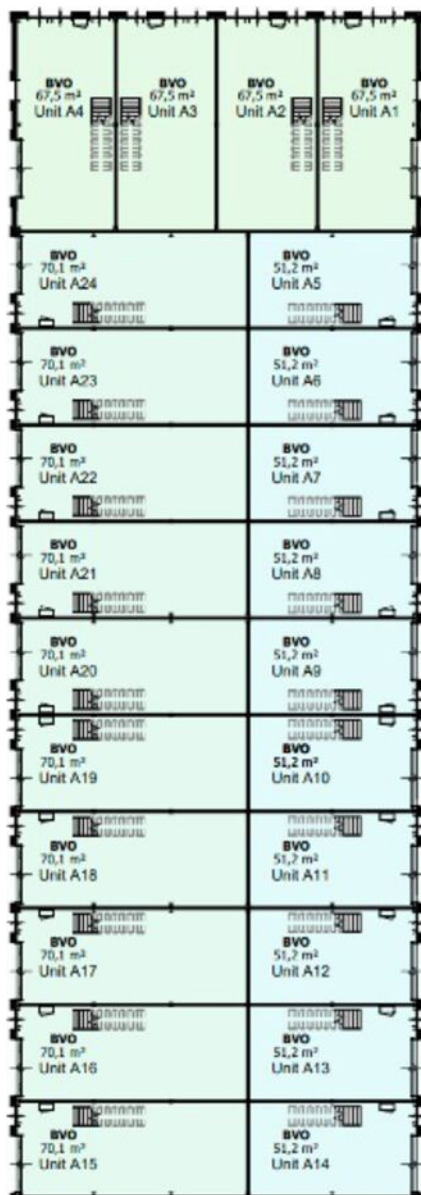 BVO
67,5 m²
Unit A4
BVO
67,5 m²
Unit A3
BVO
67,5 m²
Unit A2
BVO
67,5 m²
Unit A1
BVO
70,1 m²
Unit A24
BVO
51,2 m²
Unit A5
BVO
70,1 m²
Unit A23
BVO
51,2 m²
Unit A6
BVO
70,1 m²
Unit A22
BVO
51,2 m²
Unit A7
BVO
70,1 m²
Unit A21
BVO
51,2 m²
Unit A8
BVO
70,1 m²
Unit A20
BVO
51,2 m²
Unit A9
BVO
70,1 m²
Unit A19
BVO
51,2 m²
Unit A10
BVO
70,1 m²
Unit A18
BVO
51,2 m²
Unit A11
BVO
70,1 m²
Unit A17
BVO
51,2 m²
Unit A12
BVO
70,1 m²
Unit A16
BVO
51,2 m²
Unit A13
BVO
70,1 m²
Unit A15
BVO
51,2 m²
Unit A14